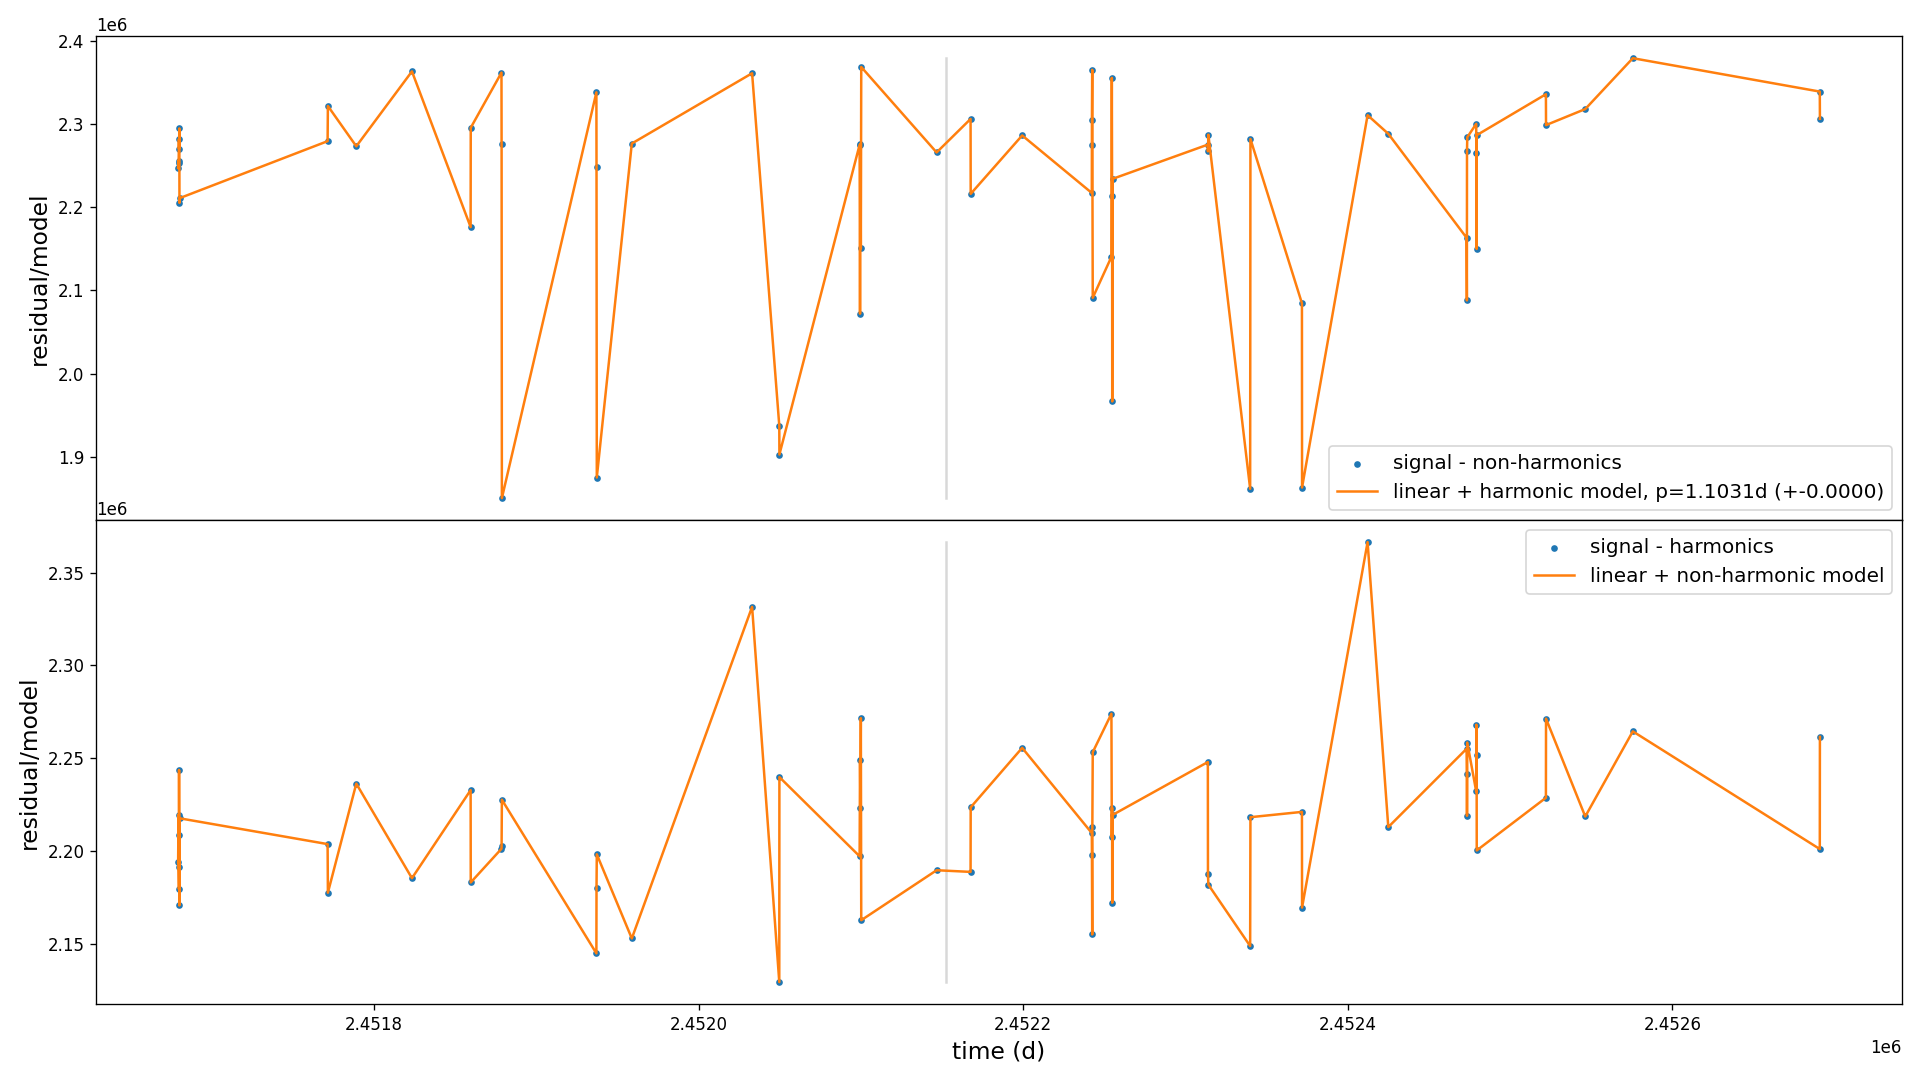 1e6
2.4
2.3
2.2
2.1
2.0
1.9
residual/model
signal - non-harmonics
linear + harmonic model, p=1.1031d (+-0.0000)
1e6
2.35
2.30
2.25
2.20
2.15
residual/model
signal - harmonics
linear + non-harmonic model
2.4518 2.4520 2.4522 2.4524 2.4526
time (d)
1e6